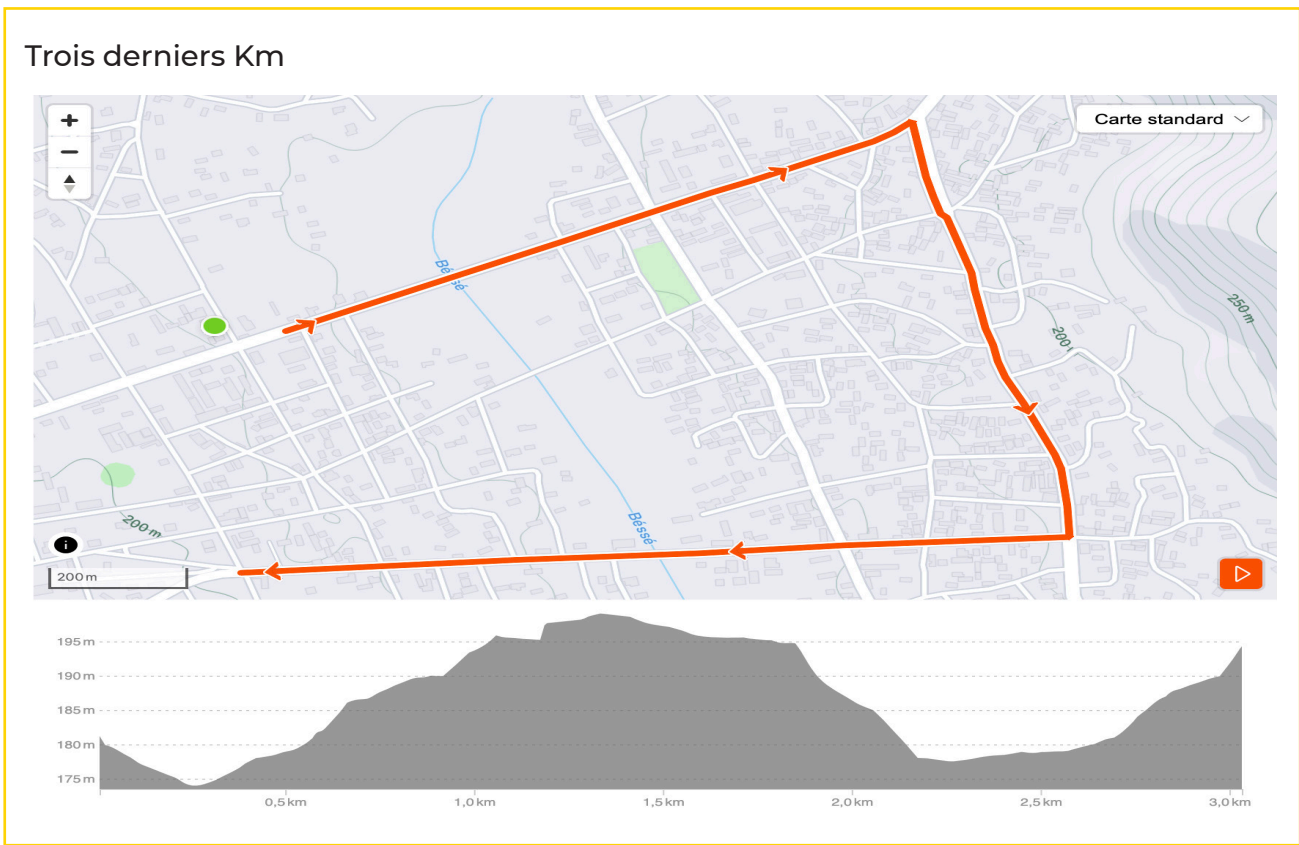 Trois derniers Km
+
Carte standard
−
Béssé
250 m
200
200 m
Béssé
i
200 m
195 m
190 m
185 m
180 m
175 m
0,5 km
1,0 km
1,5 km
2,0 km
2,5 km
3,0 km